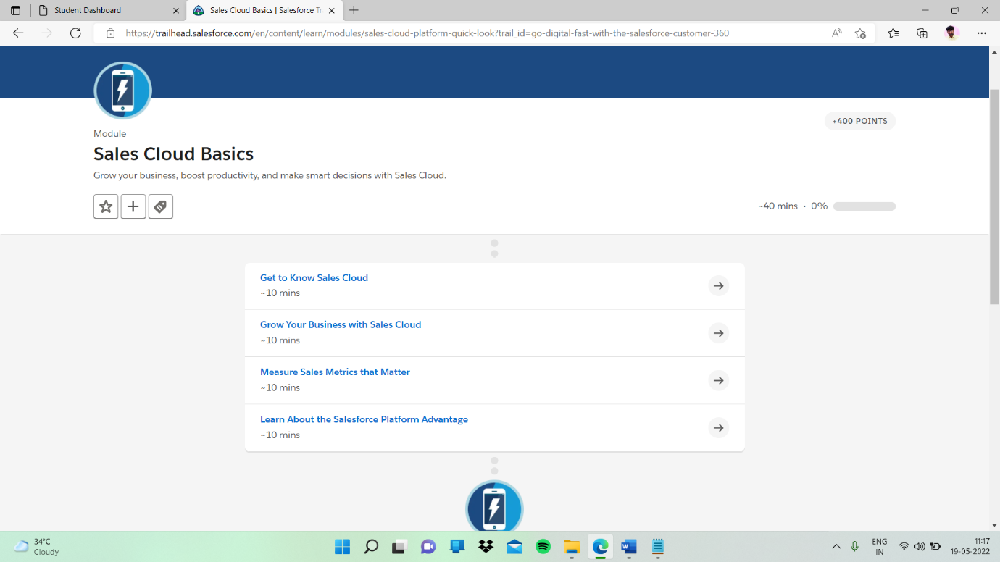 Student Dashboard
Sales Cloud Basics | Salesforce Tr
https://trailhead.salesforce.com/en/content/learn/modules/sales-cloud-platform-quick-look?trail_id=go-digital-fast-with-the-salesforce-customer-360
+400 POINTS
Module
Sales Cloud Basics
Grow your business, boost productivity, and make smart decisions with Sales Cloud.
~40 mins • 0%
Get to Know Sales Cloud
~10 mins
Grow Your Business with Sales Cloud
~10 mins
Measure Sales Metrics that Matter
~10 mins
Learn About the Salesforce Platform Advantage
~10 mins
34°C
Cloudy
ENG
IN
11:17
19-05-2022